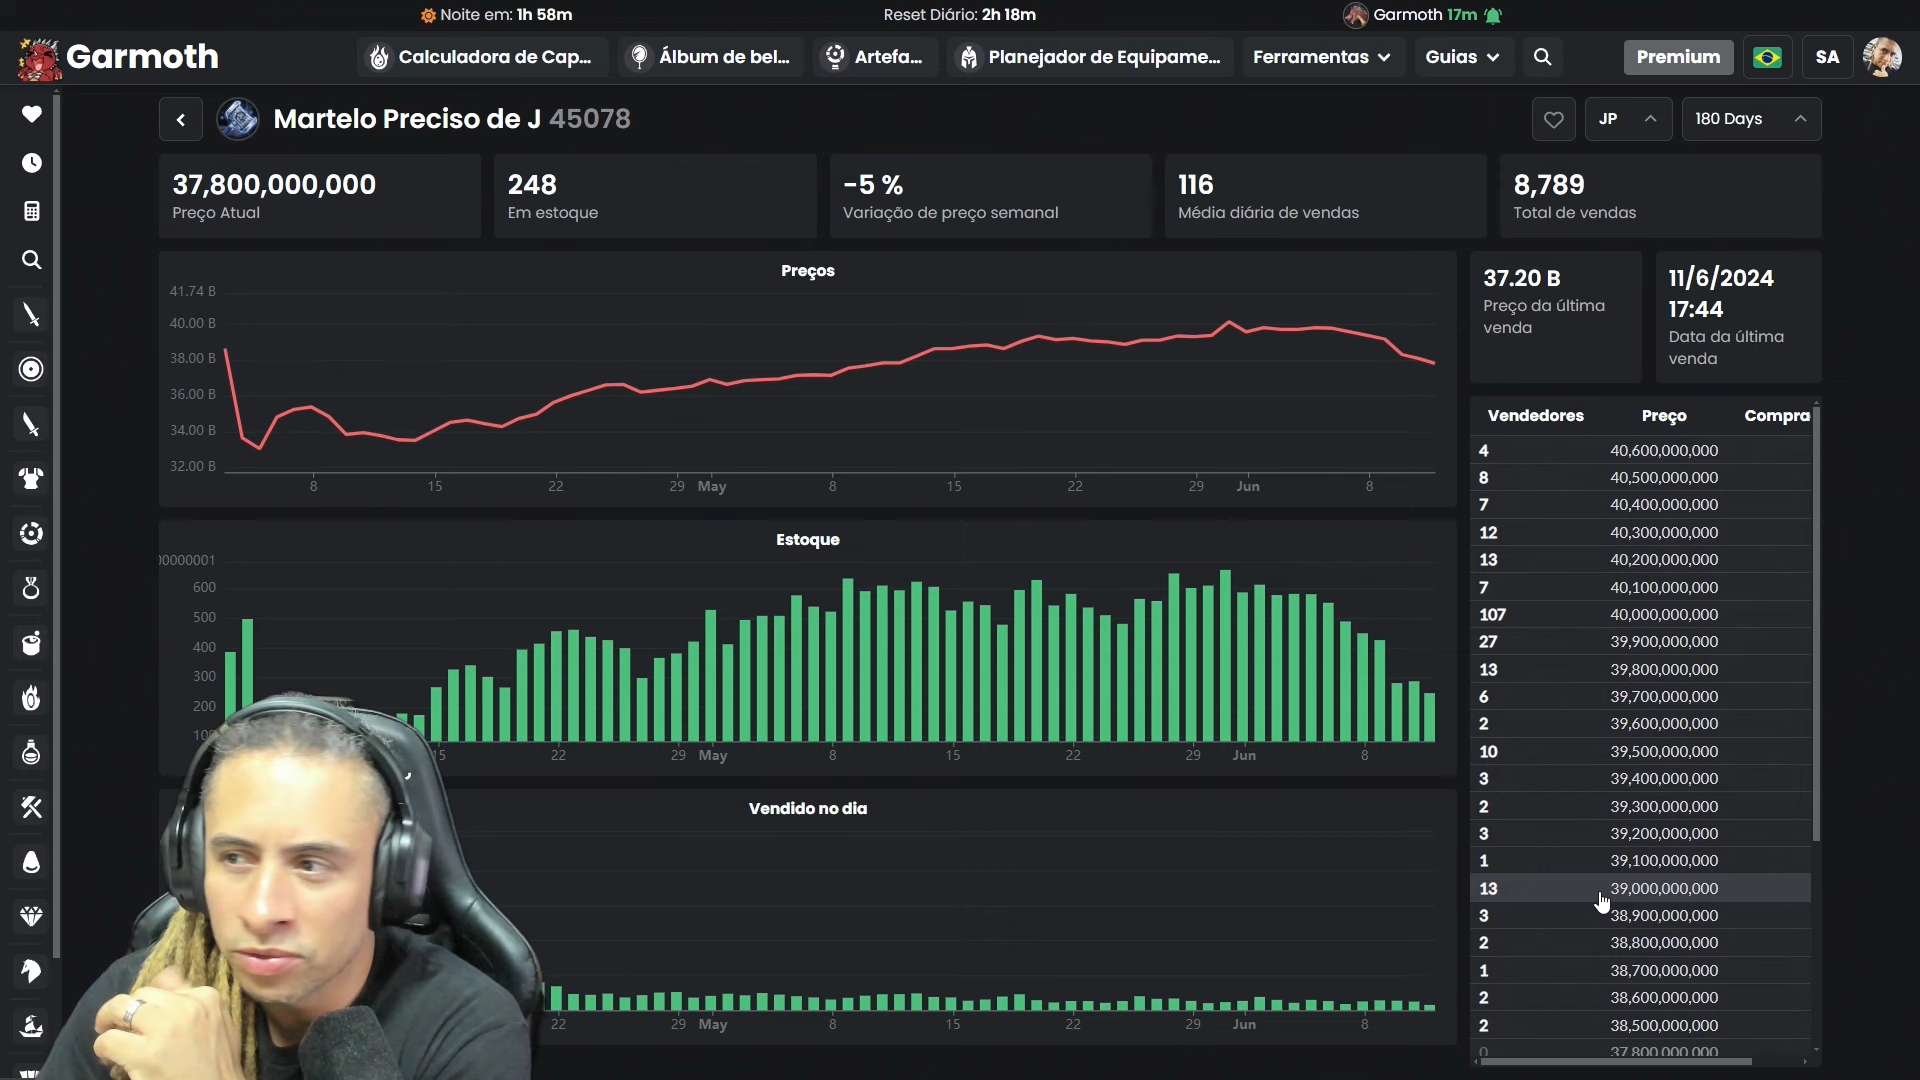 Noite em: 1h 58m
Reset Diário: 2h 18m
Garmoth 17m
Garmoth
Calculadora de Cap...
Álbum de bel...
Artefa...
Planejador de Equipame...
Ferramentas
Guias
Premium
SA
Martelo Preciso de J 45078
JP
180 Days
37,800,000,000
Preço Atual
248
Em estoque
-5 %
Variação de preço semanal
116
Média diária de vendas
8,789
Total de vendas
Preços
41.74 B
40.00 B
38.00 B
36.00 B
34.00 B
32.00 B
8 15 22 29 May 8 15 22 29 Jun 8
37.20 B
Preço da última
venda
11/6/2024
17:44
Data da última
venda
Estoque
00000001
600
500
400
300
200
100
5 22 29 May 8 15 22 29 Jun 8
Vendido no dia
22 29 May 8 15 22 29 Jun 8
Vendedores Preço Compra
4 40,600,000,000
8 40,500,000,000
7 40,400,000,000
12 40,300,000,000
13 40,200,000,000
7 40,100,000,000
107 40,000,000,000
27 39,900,000,000
13 39,800,000,000
6 39,700,000,000
2 39,600,000,000
10 39,500,000,000
3 39,400,000,000
2 39,300,000,000
3 39,200,000,000
1 39,100,000,000
13 39,000,000,000
3 38,900,000,000
2 38,800,000,000
1 38,700,000,000
2 38,600,000,000
2 38,500,000,000
0 37,800,000,000